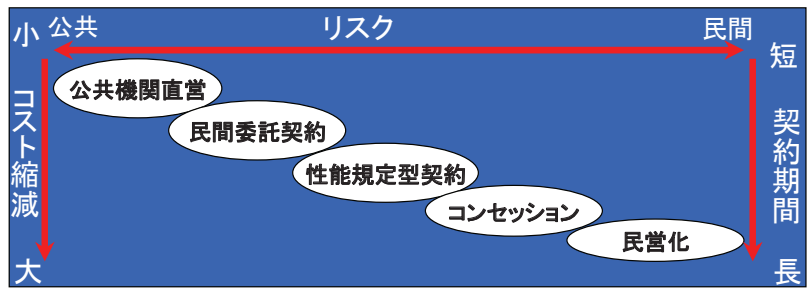 小
公共
リスク
民間
短
コスト縮減
公共機関直営
民間委託契約
性能規定型契約
コンセッション
民営化
契約期間
大
長